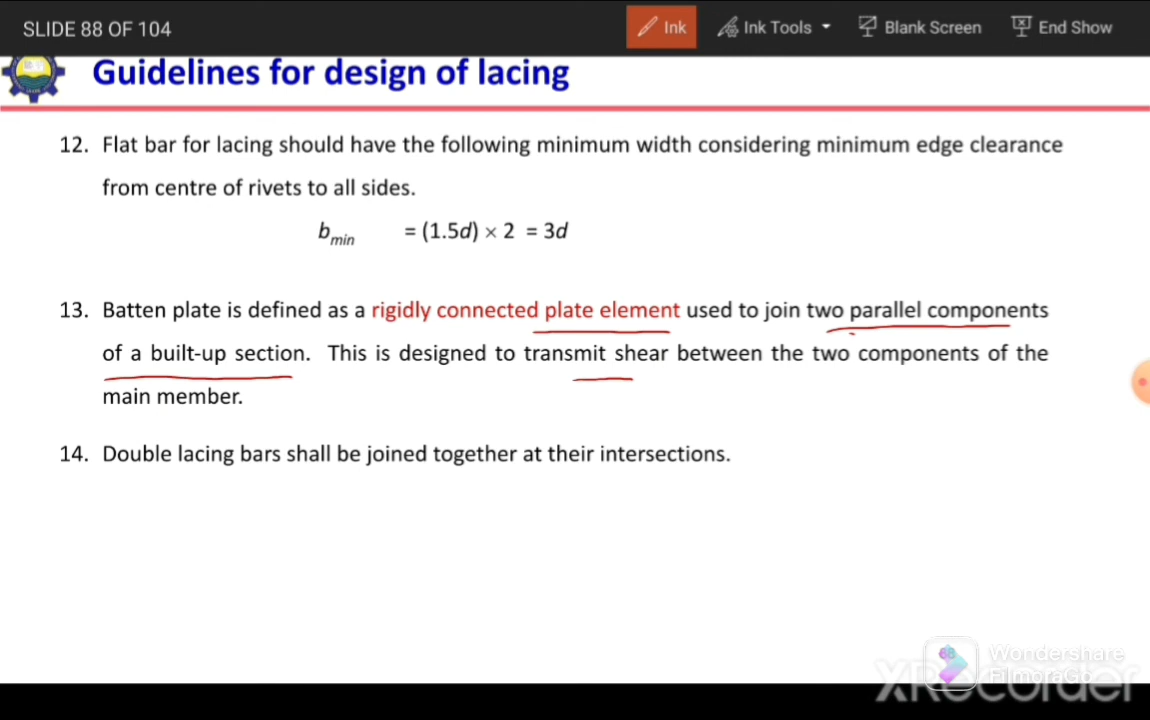 SLIDE 88 OF 104 Ink Ink Tools Blank Screen End Show
Guidelines for design of lacing
12. Flat bar for lacing should have the following minimum width considering minimum edge clearance
from centre of rivets to all sides.
b_min = (1.5d) × 2 = 3d
13. Batten plate is defined as a rigidly connected plate element used to join two parallel components
of a built-up section. This is designed to transmit shear between the two components of the
main member.
14. Double lacing bars shall be joined together at their intersections.
Wondershare
FilmoraGo
XRecorder